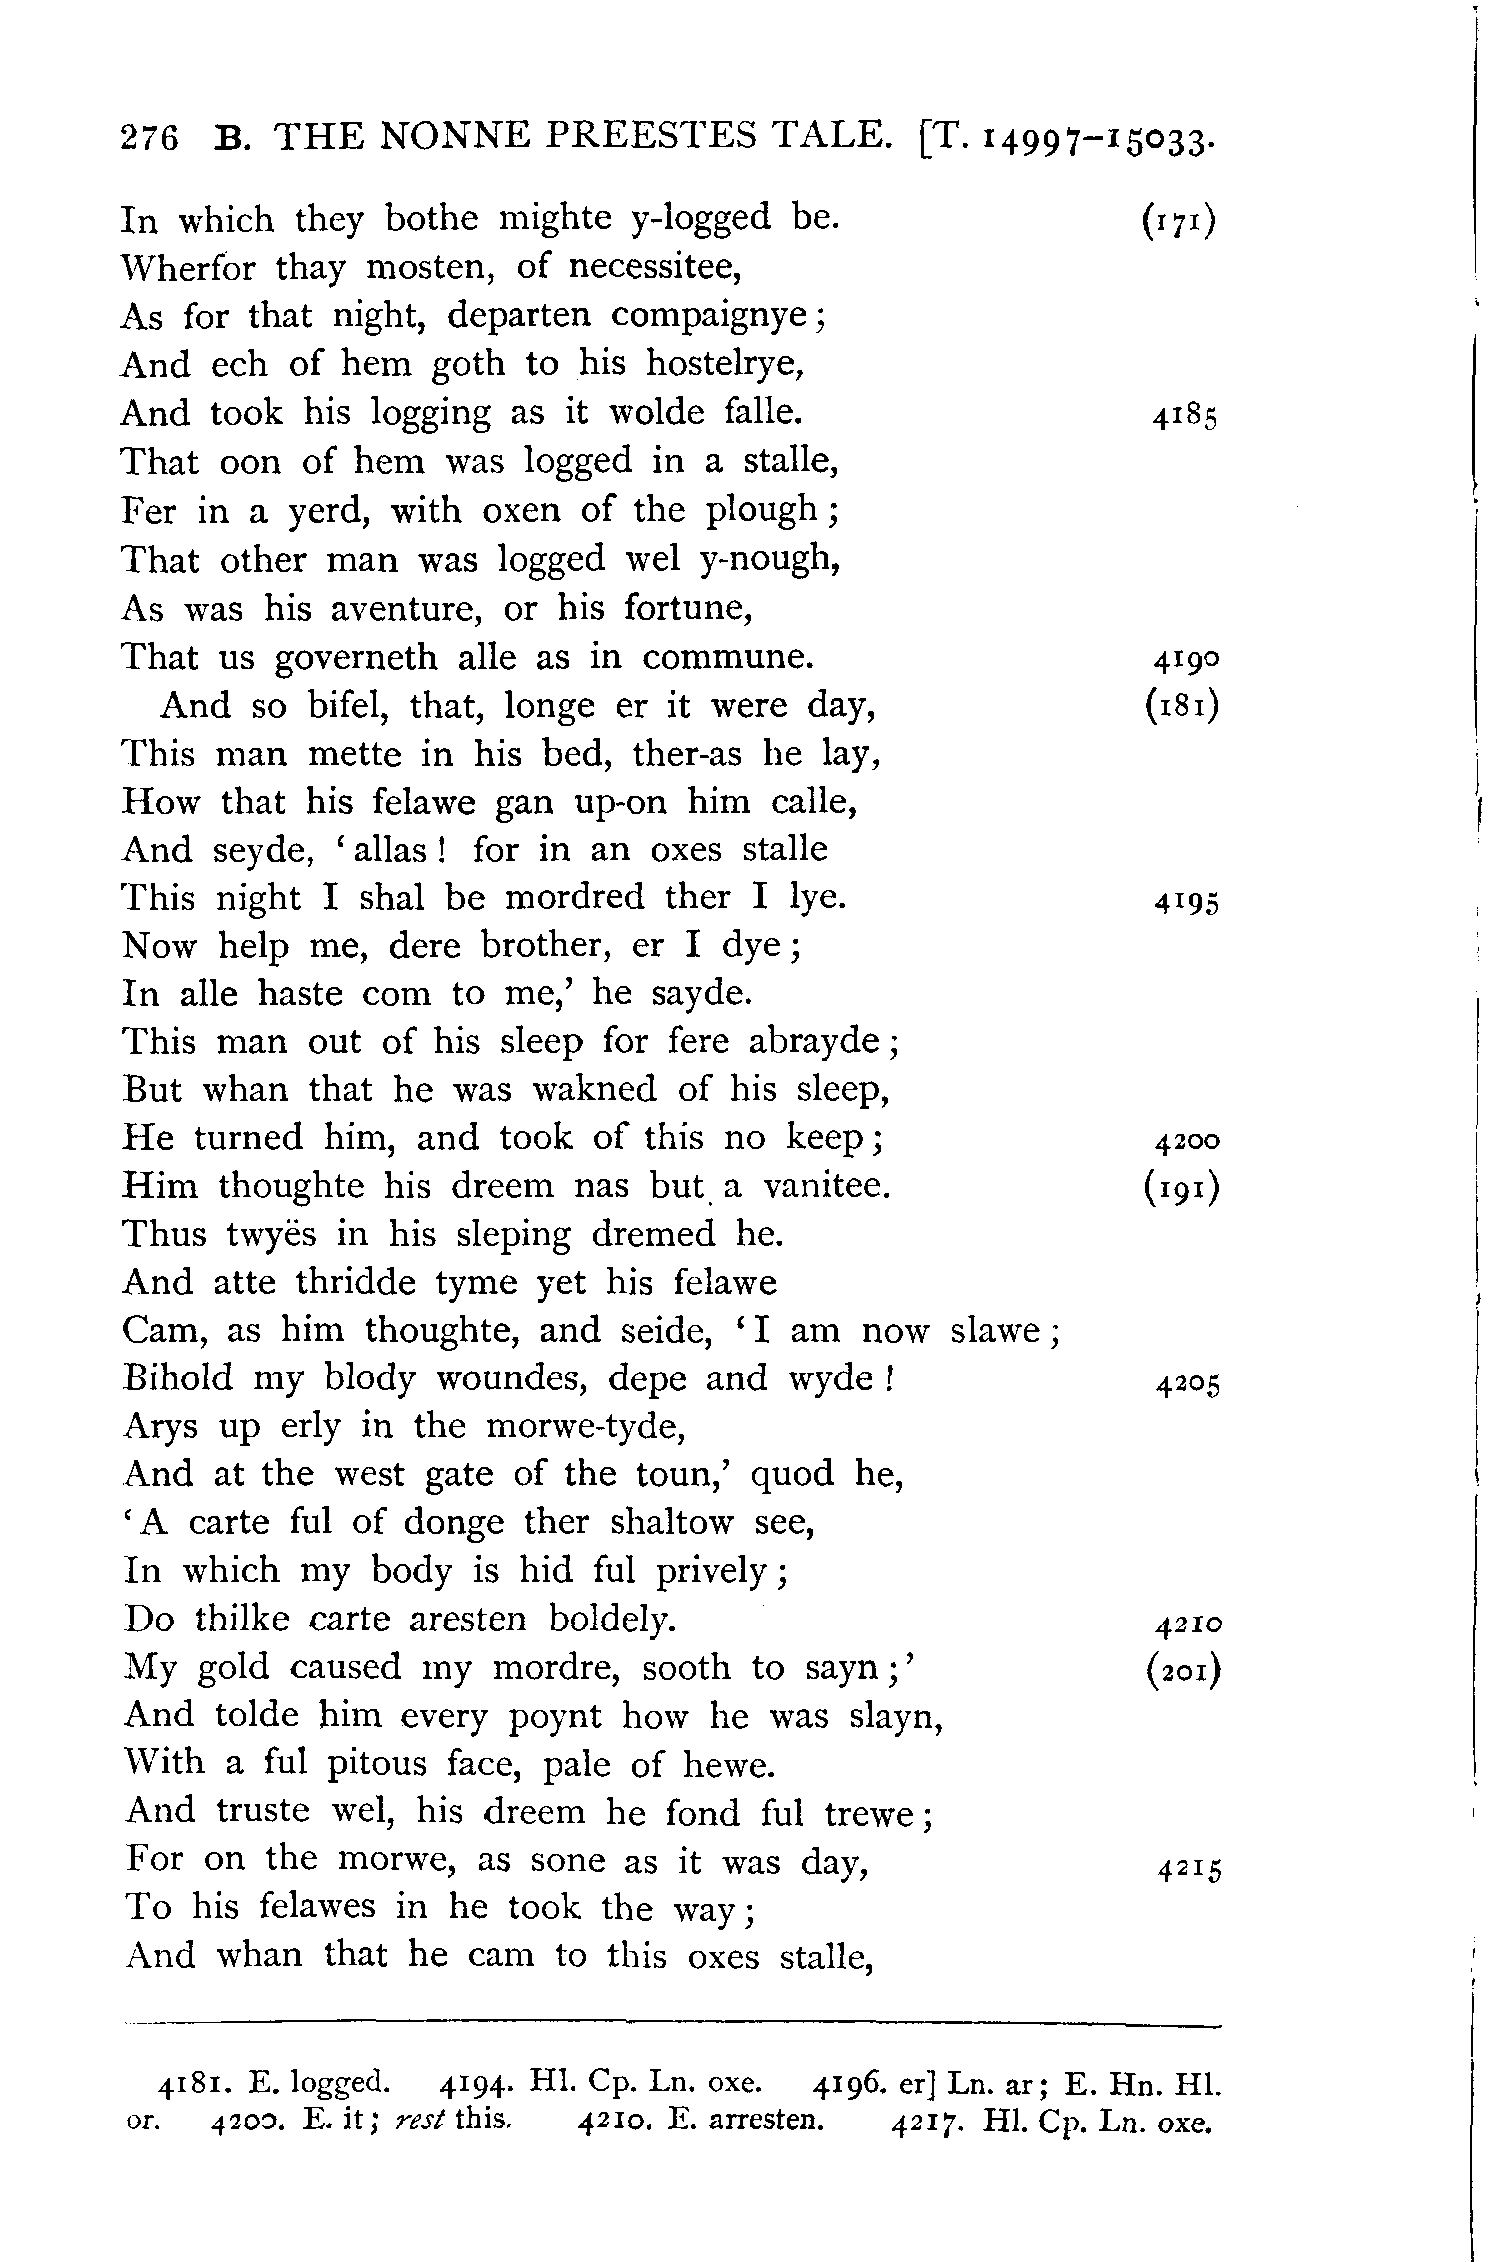 276 B. THE NONNE PREESTES TALE. [T. 14997–15033.
In which they bothe mighte y-logged be. (171)
Wherfor thay mosten, of necessitee,
As for that night, departen compaignye;
And ech of hem goth to his hostelrye,
And took his logging as it wolde falle. 4185
That oon of hem was logged in a stalle,
Fer in a yerd, with oxen of the plough;
That other man was logged wel y-nough,
As was his aventure, or his fortune,
That us governeth alle as in commune. 4190
And so bifel, that, longe er it were day, (181)
This man mette in his bed, ther-as he lay,
How that his felawe gan up-on him calle,
And seyde, ‘allas! for in an oxes stalle
This night I shal be mordred ther I lye. 4195
Now help me, dere brother, er I dye;
In alle haste com to me,’ he sayde.
This man out of his sleep for fere abrayde;
But whan that he was wakned of his sleep,
He turned him, and took of this no keep; 4200
Him thoughte his dreem nas but a vanitee. (191)
Thus twyës in his sleping dremed he.
And atte thridde tyme yet his felawe
Cam, as him thoughte, and seide, ‘I am now slawe;
Bihold my blody woundes, depe and wyde! 4205
Arys up erly in the morwe-tyde,
And at the west gate of the toun,’ quod he,
‘A carte ful of donge ther shaltow see,
In which my body is hid ful prively;
Do thilke carte aresten boldely. 4210
My gold caused my mordre, sooth to sayn;’ (201)
And tolde him every poynt how he was slayn,
With a ful pitous face, pale of hewe.
And truste wel, his dreem he fond ful trewe;
For on the morwe, as sone as it was day, 4215
To his felawes in he took the way;
And whan that he cam to this oxes stalle,
4181. E. logged. 4194. Hl. Cp. Ln. oxe. 4196. er] Ln. ar; E. Hn. Hl.
or. 4200. E. it; rest this. 4210. E. arresten. 4217. Hl. Cp. Ln. oxe.